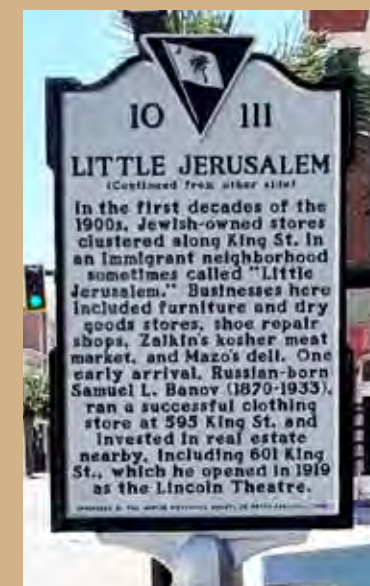 10 111
LITTLE JERUSALEM
(Continued from other side)
In the first decades of the
1900s, Jewish-owned stores
clustered along King St. in
an immigrant neighborhood
sometimes called "Little
Jerusalem." Businesses here
included furniture and dry
goods stores, shoe repair
shops, Zalkin's kosher meat
market, and Mazo's deli. One
early arrival, Russian-born
Samuel L. Banov (1870-1933),
ran a successful clothing
store at 595 King St. and
invested in real estate
nearby, including 601 King
St., which he opened in 1919
as the Lincoln Theatre.